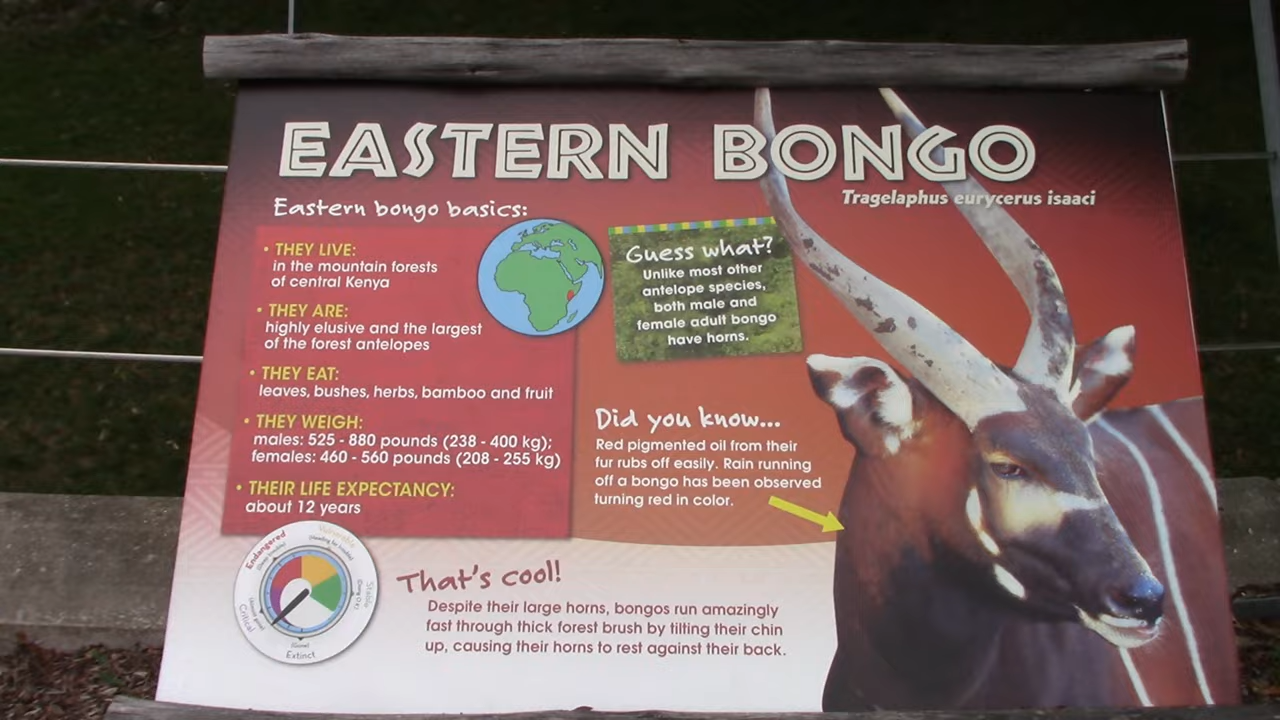 EASTERN BONGO
Tragelaphus eurycerus isaaci
Eastern bongo basics:
• THEY LIVE:
in the mountain forests
of central Kenya
• THEY ARE:
highly elusive and the largest
of the forest antelopes
• THEY EAT:
leaves, bushes, herbs, bamboo and fruit
• THEY WEIGH:
males: 525 - 880 pounds (238 - 400 kg);
females: 460 - 560 pounds (208 - 255 kg)
• THEIR LIFE EXPECTANCY:
about 12 years
Guess what?
Unlike most other
antelope species,
both male and
female adult bongo
have horns.
Did you know...
Red pigmented oil from their
fur rubs off easily. Rain running
off a bongo has been observed
turning red in color.
Endangered
Vulnerable
Stable
Critical
(Gone)
Extinct
That's cool!
Despite their large horns, bongos run amazingly
fast through thick forest brush by tilting their chin
up, causing their horns to rest against their back.